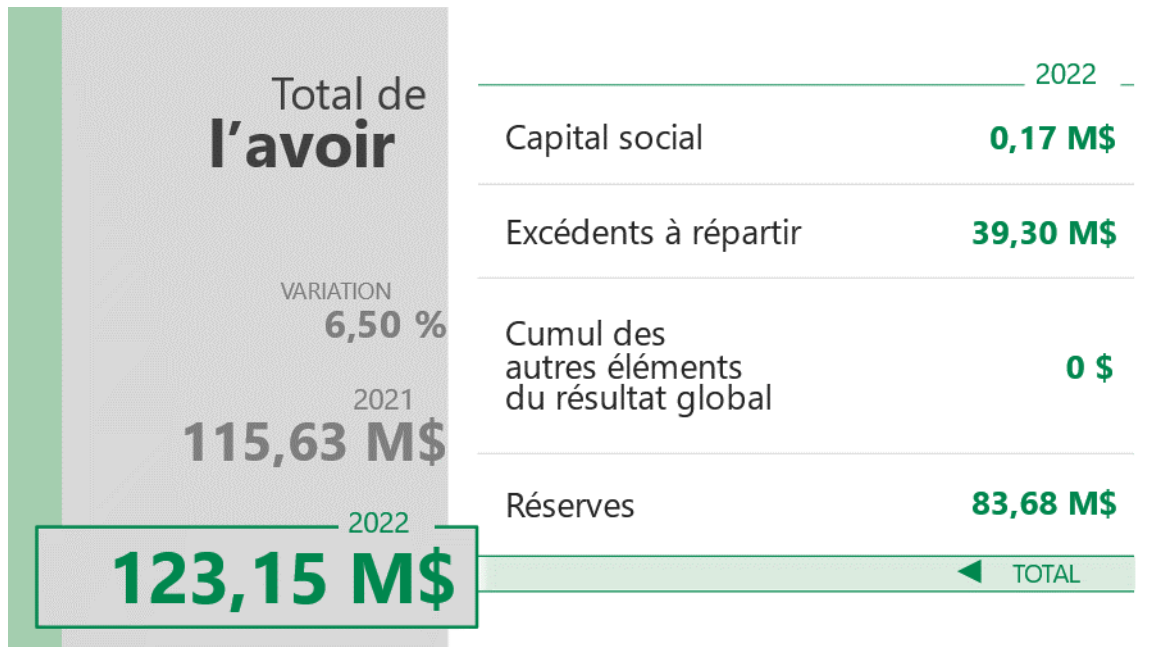 Total de
l’avoir
VARIATION
6,50 %
2021
115,63 M$
2022
123,15 M$
2022
Capital social 0,17 M$
Excédents à répartir 39,30 M$
Cumul des
autres éléments 0 $
du résultat global
Réserves 83,68 M$
◄ TOTAL